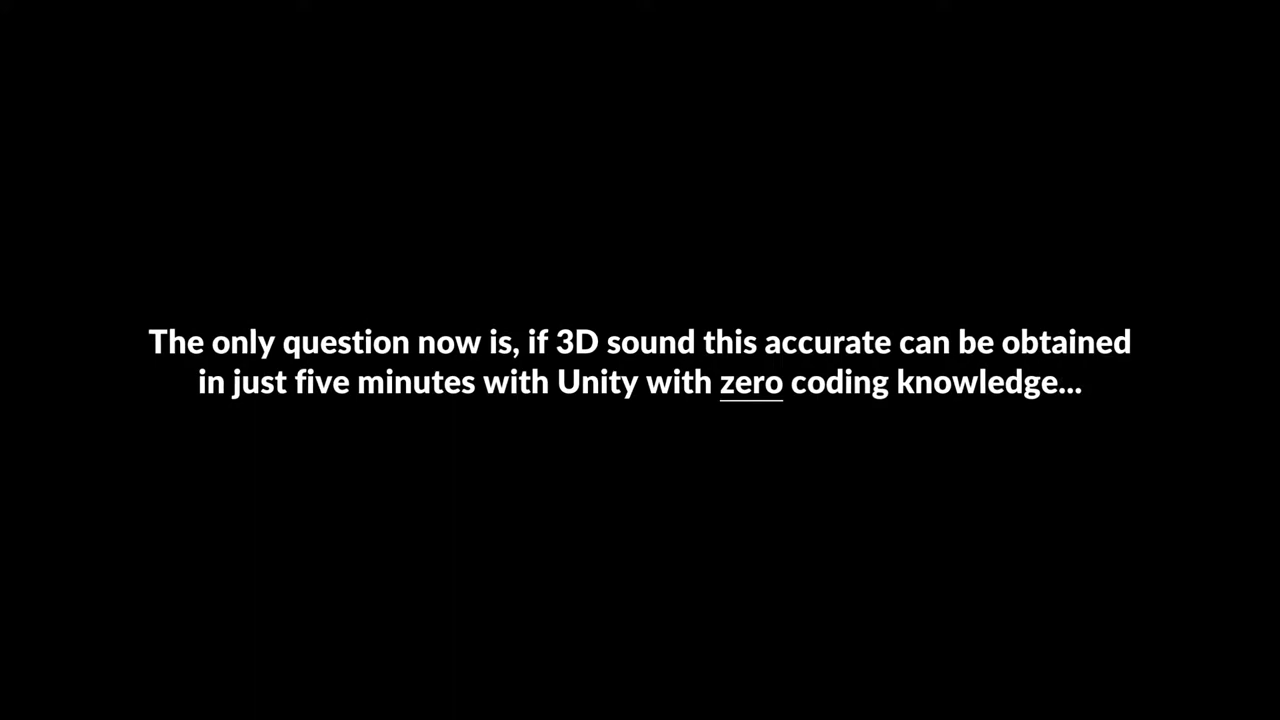 The only question now is, if 3D sound this accurate can be obtained
in just five minutes with Unity with zero coding knowledge...